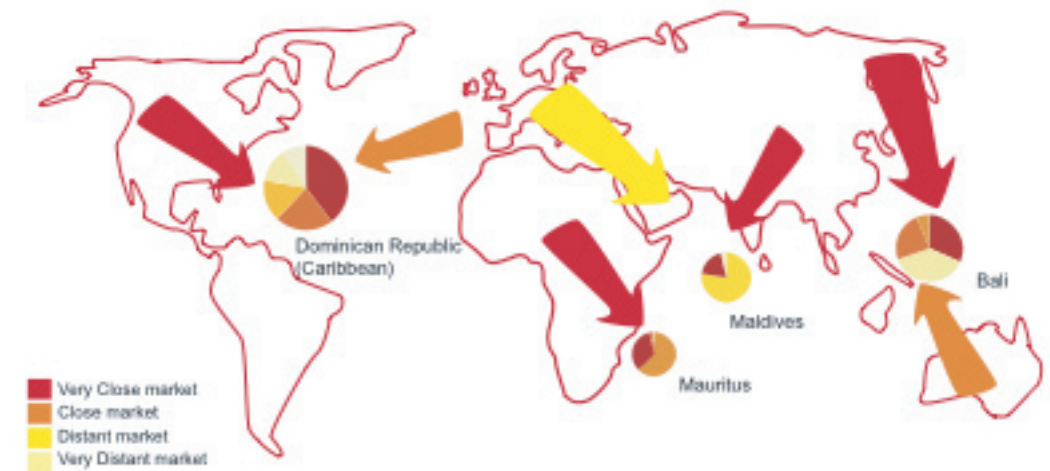 Dominican Republic
(Caribbean)
Bali
Maldives
Mauritus
Very Close market
Close market
Distant market
Very Distant market